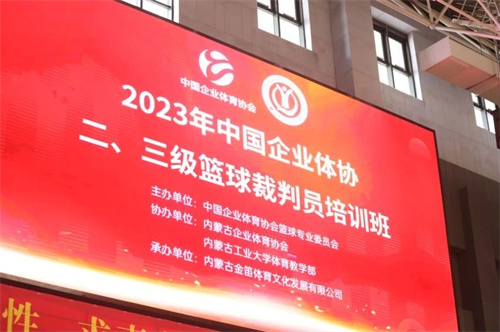 中国企业体育协会
2023年中国企业体协
二、三级篮球裁判员培训班
主办单位：中国企业体育协会篮球专业委员会
协办单位：内蒙古企业体育协会
内蒙古工业大学体育教学部
承办单位：内蒙古金笛体育文化发展有限公司
性